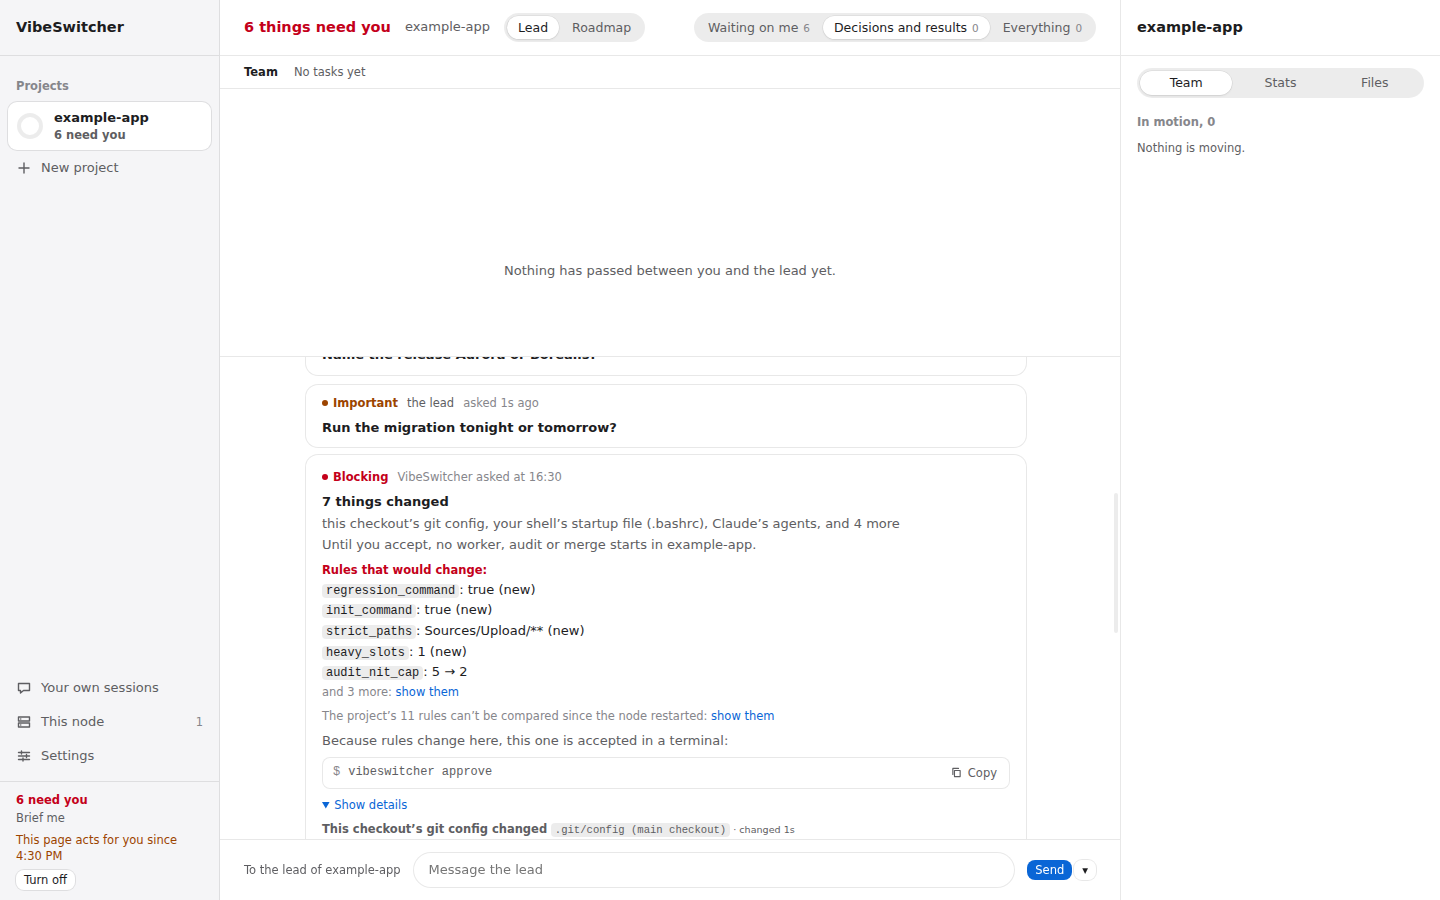 VibeSwitcher
Projects
example-app
6 need you
New project
Your own sessions
This node 1
Settings
6 need you
Brief me
This page acts for you since
4:30 PM
Turn off
6 things need you example-app Lead Roadmap Waiting on me 6 Decisions and results 0 Everything 0
Team No tasks yet
Nothing has passed between you and the lead yet.
Name the release Aurora or Borealis?
Important the lead asked 1s ago
Run the migration tonight or tomorrow?
Blocking VibeSwitcher asked at 16:30
7 things changed
this checkout’s git config, your shell’s startup file (.bashrc), Claude’s agents, and 4 more
Until you accept, no worker, audit or merge starts in example-app.
Rules that would change:
regression_command: true (new)
init_command: true (new)
strict_paths: Sources/Upload/** (new)
heavy_slots: 1 (new)
audit_nit_cap: 5 → 2
and 3 more: show them
The project’s 11 rules can’t be compared since the node restarted: show them
Because rules change here, this one is accepted in a terminal:
$ vibeswitcher approve Copy
▼ Show details
This checkout’s git config changed .git/config (main checkout) · changed 1s
To the lead of example-app Message the lead Send ▾
example-app
Team Stats Files
In motion, 0
Nothing is moving.